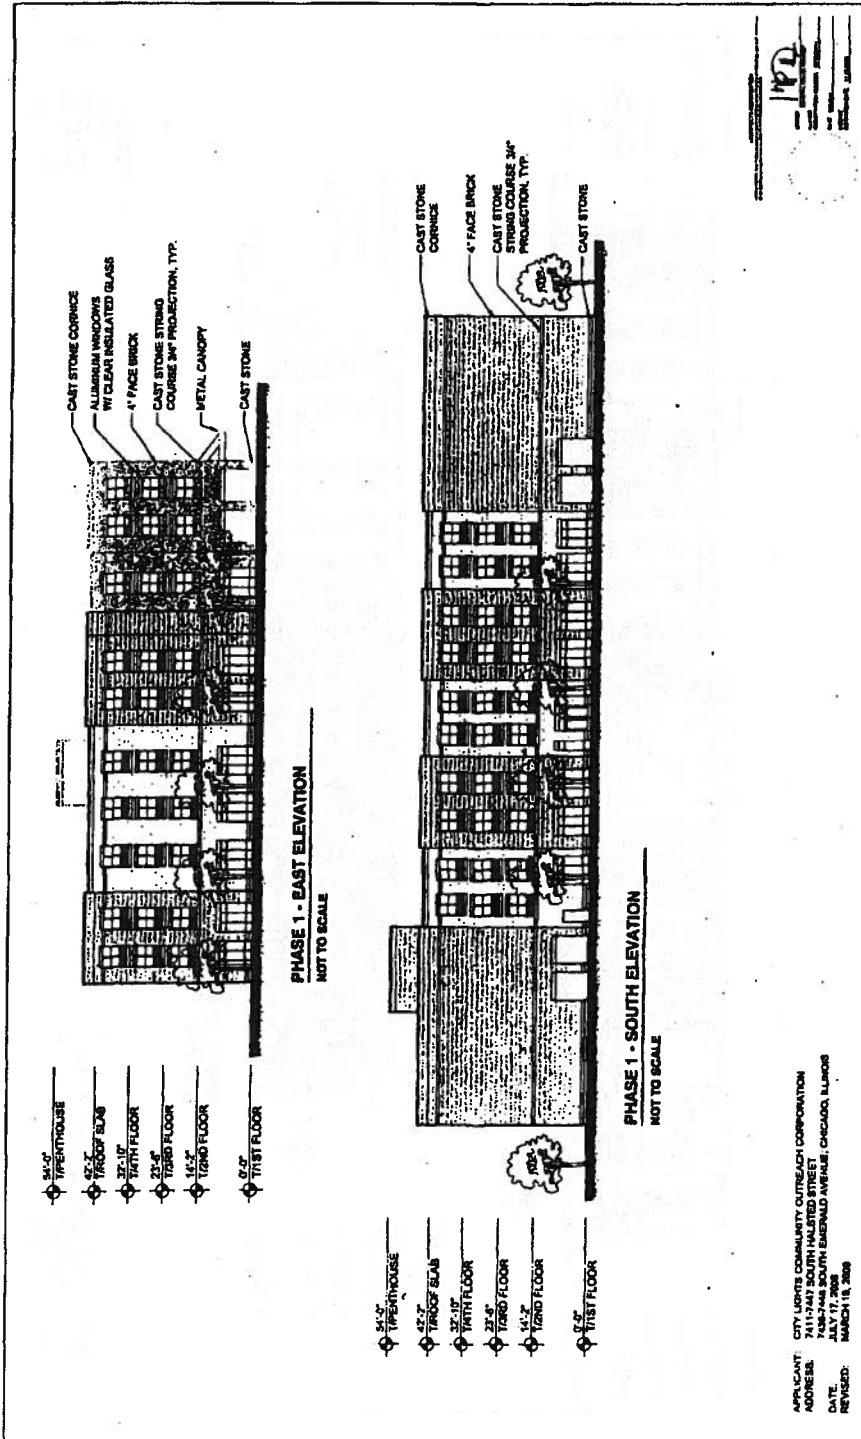 CAST STONE CORNICE
ALUMINUM WINDOWS
W/ CLEAR INSULATED GLASS
4" FACE BRICK
CAST STONE STRING
COURSE 3/4" PROJECTION, TYP.
METAL CANOPY
CAST STONE
54'-0"
T/PENTHOUSE
42'-2"
T/ROOF SLAB
32'-10"
T/4TH FLOOR
23'-6"
T/3RD FLOOR
14'-2"
T/2ND FLOOR
0'-0"
T/1ST FLOOR
PHASE 1 - EAST ELEVATION
NOT TO SCALE
CAST STONE
CORNICE
4" FACE BRICK
CAST STONE
STRING COURSE 3/4"
PROJECTION, TYP.
CAST STONE
54'-0"
T/PENTHOUSE
42'-2"
T/ROOF SLAB
32'-10"
T/4TH FLOOR
23'-6"
T/3RD FLOOR
14'-2"
T/2ND FLOOR
0'-0"
T/1ST FLOOR
PHASE 1 - SOUTH ELEVATION
NOT TO SCALE
APPLICANT: CITY LIGHTS COMMUNITY OUTREACH CORPORATION
ADDRESS: 7411-7447 SOUTH HALSTED STREET
SOUTH EMERALD AVENUE; CHICAGO, ILLINOIS
DATE: JULY 17, 2008
REVISED: MARCH 19, 2009